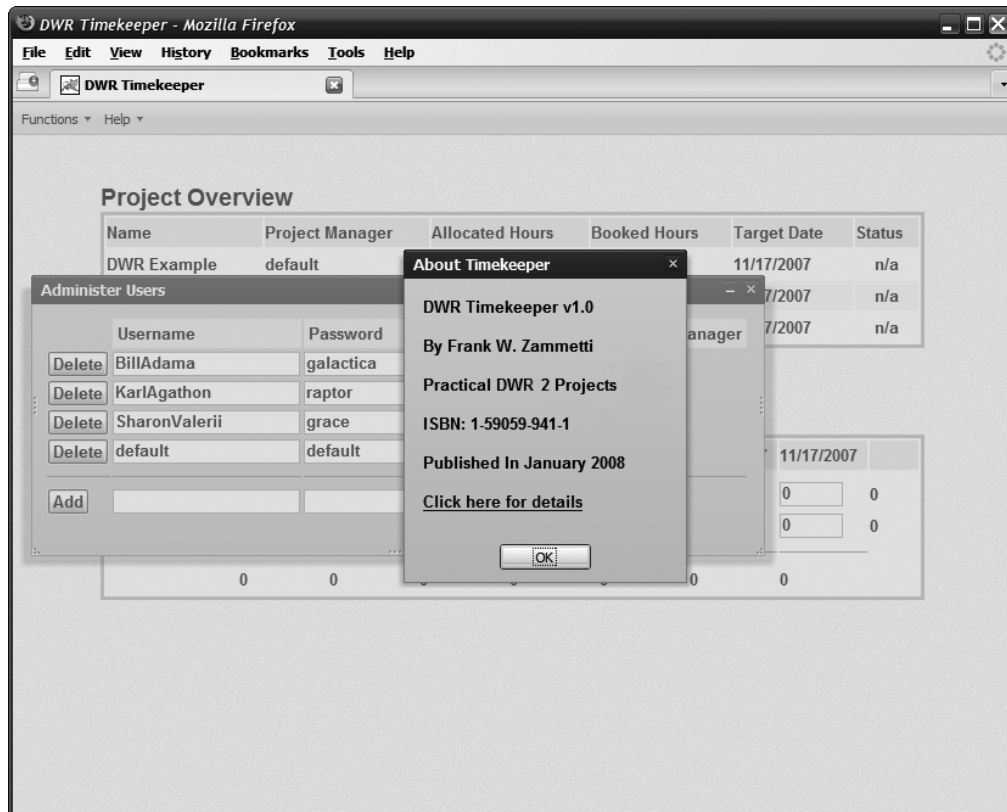 DWR Timekeeper - Mozilla Firefox
File Edit View History Bookmarks Tools Help
DWR Timekeeper
Functions Help
Project Overview
Name Project Manager Allocated Hours Booked Hours Target Date Status
DWR Example default 11/17/2007 n/a
7/2007 n/a
7/2007 n/a
Administer Users
Username Password anager
Delete BillAdama galactica
Delete KarlAgathon raptor
Delete SharonValerii grace
Delete default default
Add
About Timekeeper
DWR Timekeeper v1.0
By Frank W. Zammetti
Practical DWR 2 Projects
ISBN: 1-59059-941-1
Published In January 2008
Click here for details
OK
11/17/2007
0 0
0 0
0 0 0 0